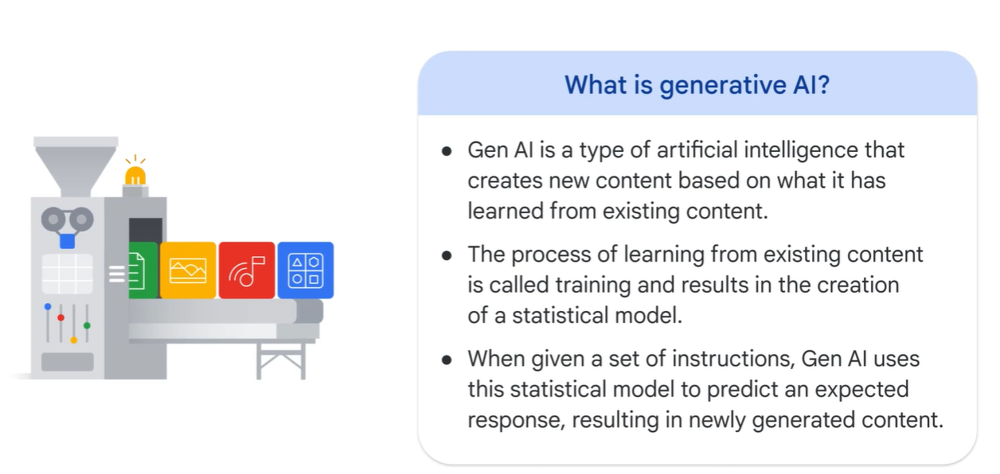 What is generative AI?
● Gen AI is a type of artificial intelligence that
creates new content based on what it has
learned from existing content.
● The process of learning from existing content
is called training and results in the creation
of a statistical model.
● When given a set of instructions, Gen AI uses
this statistical model to predict an expected
response, resulting in newly generated content.